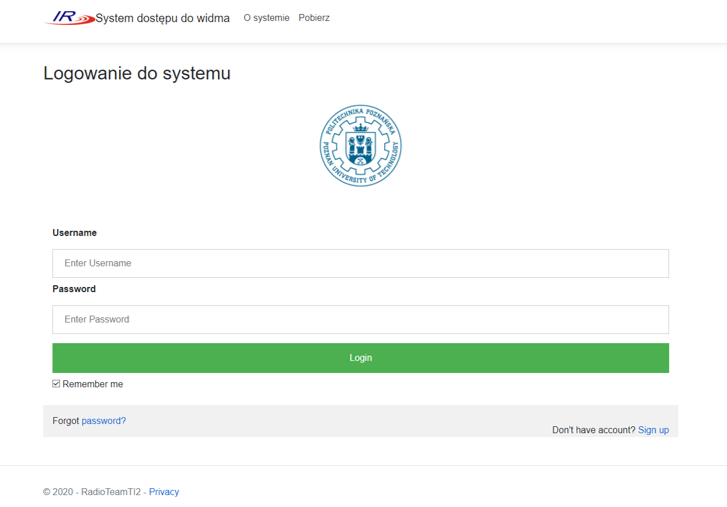 IR System dostępu do widma O systemie Pobierz
Logowanie do systemu
POLITECHNIKA POZNAŃSKA
POZNAN UNIVERSITY OF TECHNOLOGY
Username
Enter Username
Password
Enter Password
Login
Remember me
Forgot password?
Don't have account? Sign up
© 2020 - RadioTeamTI2 - Privacy